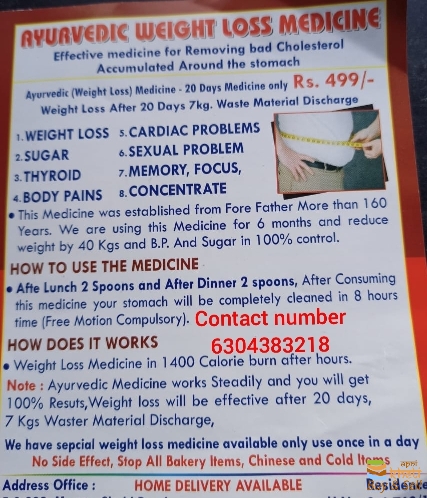 AYURVEDIC WEIGHT LOSS MEDICINE
Effective medicine for Removing bad Cholesterol
Accumulated Around the stomach
Ayurvedic (Weight Loss) Medicine - 20 Days Medicine only Rs. 499/-
Weight Loss After 20 Days 7kg. Waste Material Discharge
1. WEIGHT LOSS 5. CARDIAC PROBLEMS
2. SUGAR 6. SEXUAL PROBLEM
3. THYROID 7. MEMORY, FOCUS,
4. BODY PAINS 8. CONCENTRATE
• This Medicine was established from Fore Father More than 160
Years. We are using this Medicine for 6 months and reduce
weight by 40 Kgs and B.P. And Sugar in 100% control.
HOW TO USE THE MEDICINE
• Afte Lunch 2 Spoons and After Dinner 2 spoons, After Consuming
this medicine your stomach will be completely cleaned in 8 hours
time (Free Motion Compulsory). Contact number
HOW DOES IT WORKS 6304383218
• Weight Loss Medicine in 1400 Calorie burn after hours.
Note : Ayurvedic Medicine works Steadily and you will get
100% Resuts, Weight loss will be effective after 20 days,
7 Kgs Waster Material Discharge,
We have sepcial weight loss medicine available only use once in a day
No Side Effect, Stop All Bakery Items, Chinese and Cold Items
Address Office : HOME DELIVERY AVAILABLE Residence